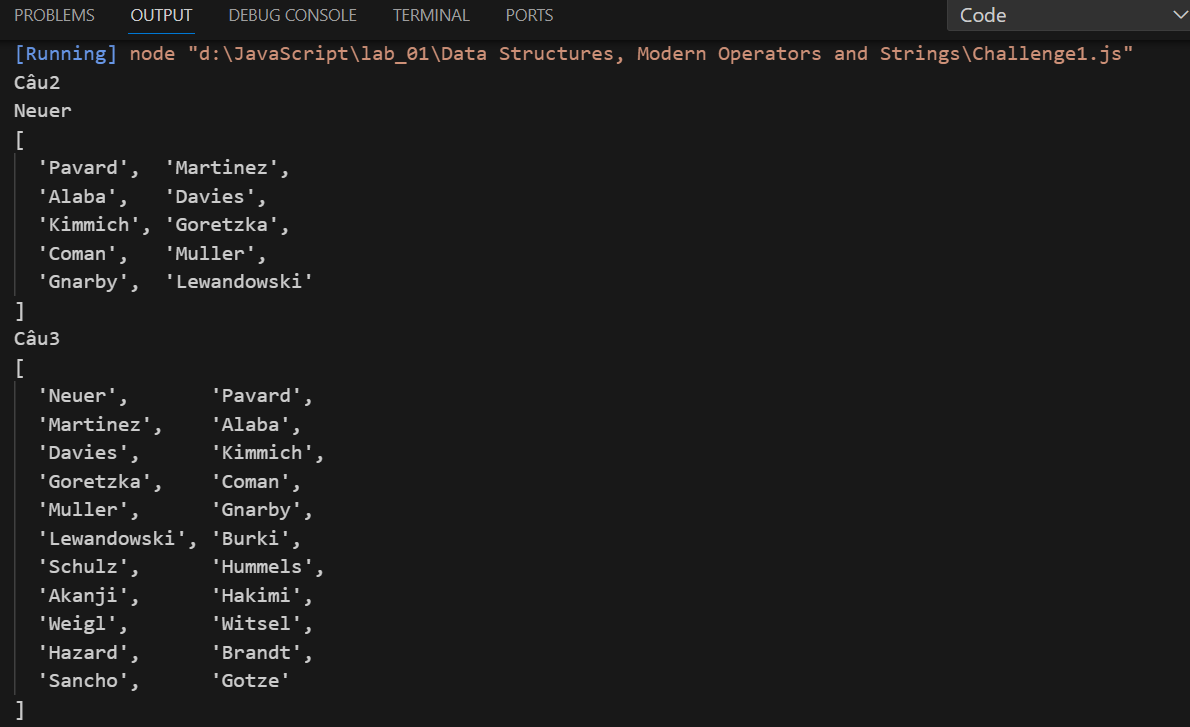 PROBLEMS OUTPUT DEBUG CONSOLE TERMINAL PORTS Code
[Running] node "d:\JavaScript\lab_01\Data Structures, Modern Operators and Strings\Challenge1.js"
Câu2
Neuer
[
  'Pavard',  'Martinez',
  'Alaba',   'Davies',
  'Kimmich', 'Goretzka',
  'Coman',   'Muller',
  'Gnarby',  'Lewandowski'
]
Câu3
[
  'Neuer',       'Pavard',
  'Martinez',    'Alaba',
  'Davies',      'Kimmich',
  'Goretzka',    'Coman',
  'Muller',      'Gnarby',
  'Lewandowski', 'Burki',
  'Schulz',      'Hummels',
  'Akanji',      'Hakimi',
  'Weigl',       'Witsel',
  'Hazard',      'Brandt',
  'Sancho',      'Gotze'
]